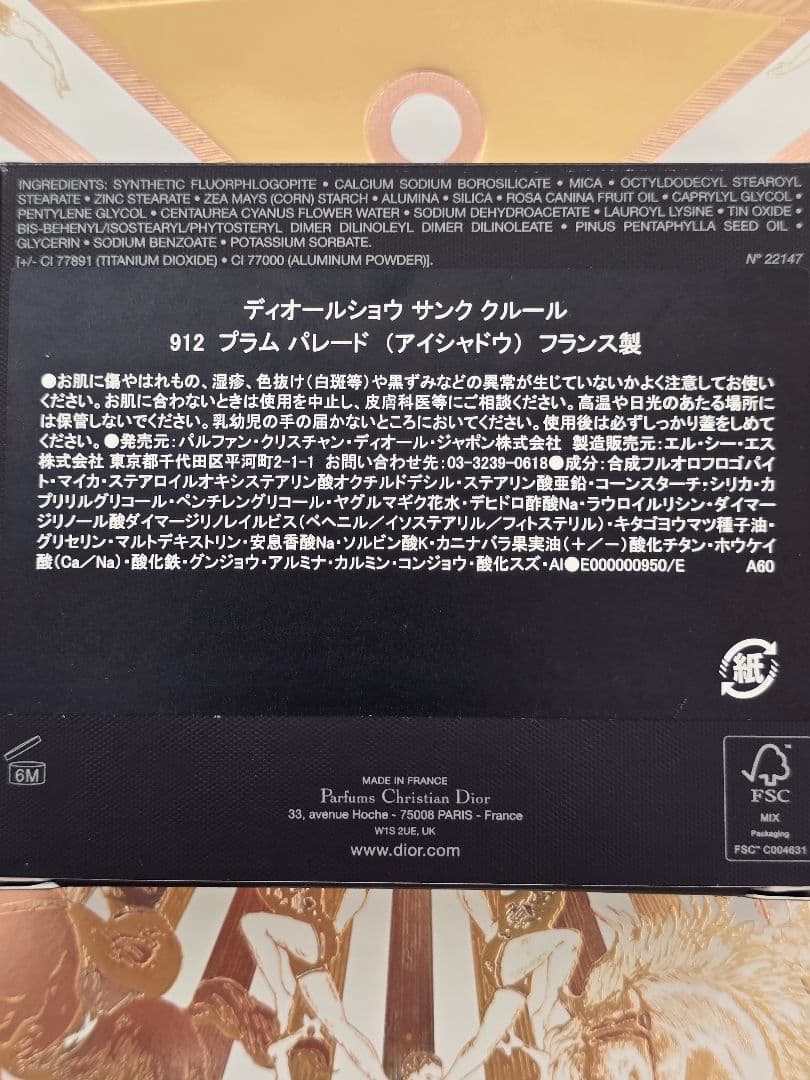 INGREDIENTS: SYNTHETIC FLUORPHLOGOPITE • CALCIUM SODIUM BOROSILICATE • MICA • OCTYLDODECYL STEAROYL
STEARATE • ZINC STEARATE • ZEA MAYS (CORN) STARCH • ALUMINA • SILICA • ROSA CANINA FRUIT OIL • CAPRYLYL GLYCOL •
PENTYLENE GLYCOL • CENTAUREA CYANUS FLOWER WATER • SODIUM DEHYDROACETATE • LAUROYL LYSINE • TIN OXIDE •
BIS-BEHENYL/ISOSTEARYL/PHYTOSTERYL DIMER DILINOLEYL DIMER DILINOLEATE • PINUS PENTAPHYLLA SEED OIL •
GLYCERIN • SODIUM BENZOATE • POTASSIUM SORBATE.
[+/- CI 77891 (TITANIUM DIOXIDE) • CI 77000 (ALUMINUM POWDER)]. N° 22147
ディオールショウ サンク クルール
912 プラム パレード (アイシャドウ) フランス製
●お肌に傷やはれもの、湿疹、色抜け(白斑等)や黒ずみなどの異常が生じていないかよく注意してお使い
ください。お肌に合わないときは使用を中止し、皮膚科医等にご相談ください。高温や日光のあたる場所に
は保管しないでください。乳幼児の手の届かないところにおいてください。使用後は必ずしっかり蓋をしめて
ください。●発売元:パルファン・クリスチャン・ディオール・ジャポン株式会社 製造販売元:エル・シー・エス
株式会社 東京都千代田区平河町2-1-1 お問い合わせ先:03-3239-0618●成分:合成フルオロフロゴパイ
ト・マイカ・ステアロイルオキシステアリン酸オクチルドデシル・ステアリン酸亜鉛・コーンスターチ・シリカ・カ
プリリルグリコール・ペンチレングリコール・ヤグルマギク花水・デヒドロ酢酸Na・ラウロイルリシン・ダイマー
ジリノール酸ダイマージリノレイルビス(ベヘニル/イソステアリル/フィトステリル)・キタゴヨウマツ種子油・
グリセリン・マルトデキストリン・安息香酸Na・ソルビン酸K・カニナバラ果実油(+/-)酸化チタン・ホウケイ
酸(Ca/Na)・酸化鉄・グンジョウ・アルミナ・カルミン・コンジョウ・酸化スズ・Al●E000000950/E A60
紙
6M
MADE IN FRANCE
Parfums Christian Dior
33, avenue Hoche - 75008 PARIS - France
W1S 2UE, UK
www.dior.com
FSC
MIX
Packaging
FSC™ C004631